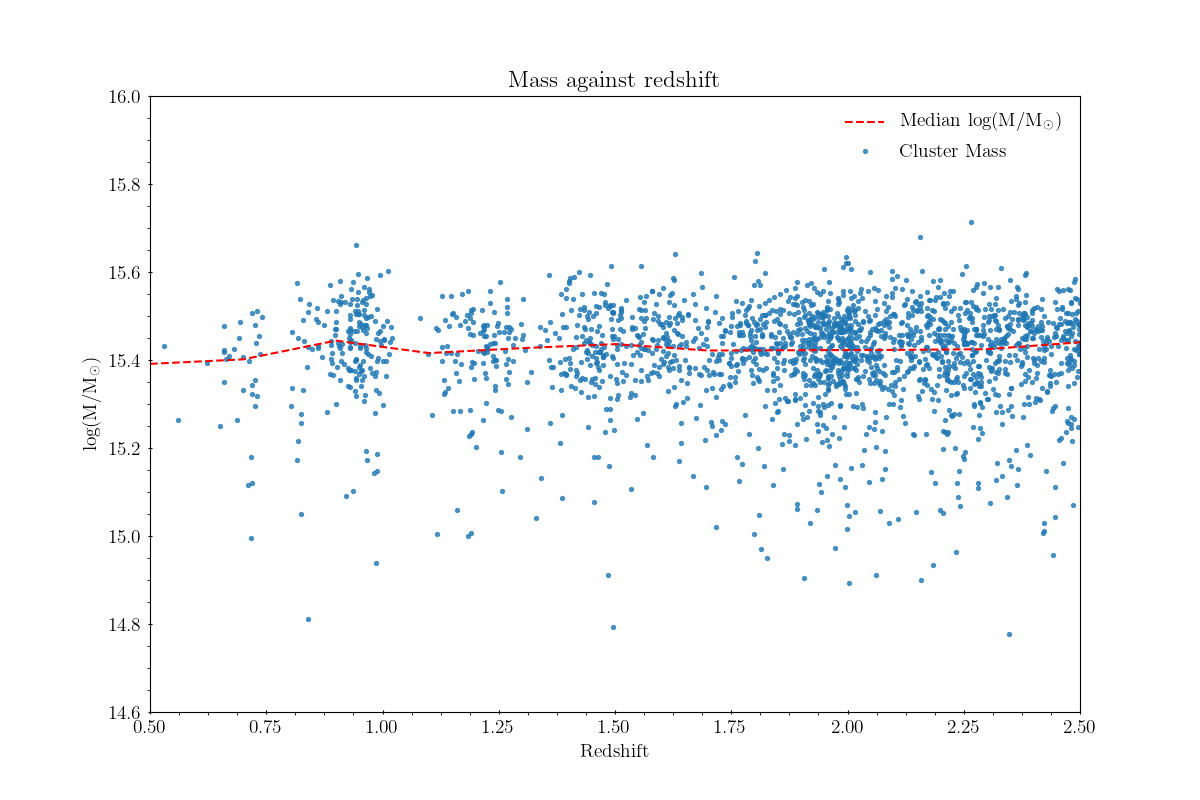 Mass against redshift
16.0
15.8
15.6
15.4
15.2
15.0
14.8
14.6
log(M/M☉)
Median log(M/M☉)
Cluster Mass
0.50 0.75 1.00 1.25 1.50 1.75 2.00 2.25 2.50
Redshift